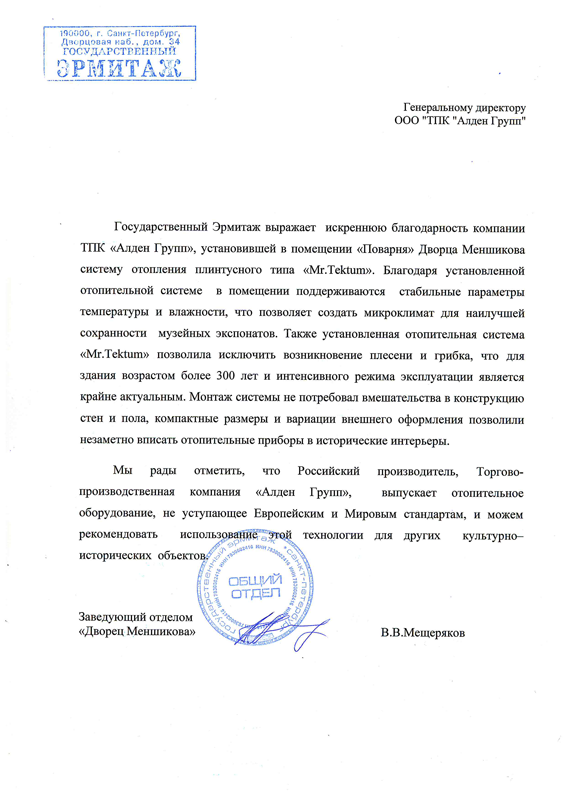 190000, г. Санкт-Петербург,
Дворцовая наб., дом. 34
ГОСУДАРСТВЕННЫЙ
ЭРМИТАЖ
Генеральному директору
ООО "ТПК "Алден Групп"
Государственный Эрмитаж выражает искреннюю благодарность компании
ТПК «Алден Групп», установившей в помещении «Поварня» Дворца Меншикова
систему отопления плинтусного типа «Mr.Tektum». Благодаря установленной
отопительной системе в помещении поддерживаются стабильные параметры
температуры и влажности, что позволяет создать микроклимат для наилучшей
сохранности музейных экспонатов. Также установленная отопительная система
«Mr.Tektum» позволила исключить возникновение плесени и грибка, что для
здания возрастом более 300 лет и интенсивного режима эксплуатации является
крайне актуальным. Монтаж системы не потребовал вмешательства в конструкцию
стен и пола, компактные размеры и вариации внешнего оформления позволили
незаметно вписать отопительные приборы в исторические интерьеры.
Мы рады отметить, что Российский производитель, Торгово-
производственная компания «Алден Групп», выпускает отопительное
оборудование, не уступающее Европейским и Мировым стандартам, и можем
рекомендовать использование этой технологии для других культурно–
исторических объектов.
государственный эрмитаж * санкт-петербург
ОБЩИЙ
ОТДЕЛ
Заведующий отделом
«Дворец Меншикова» В.В.Мещеряков